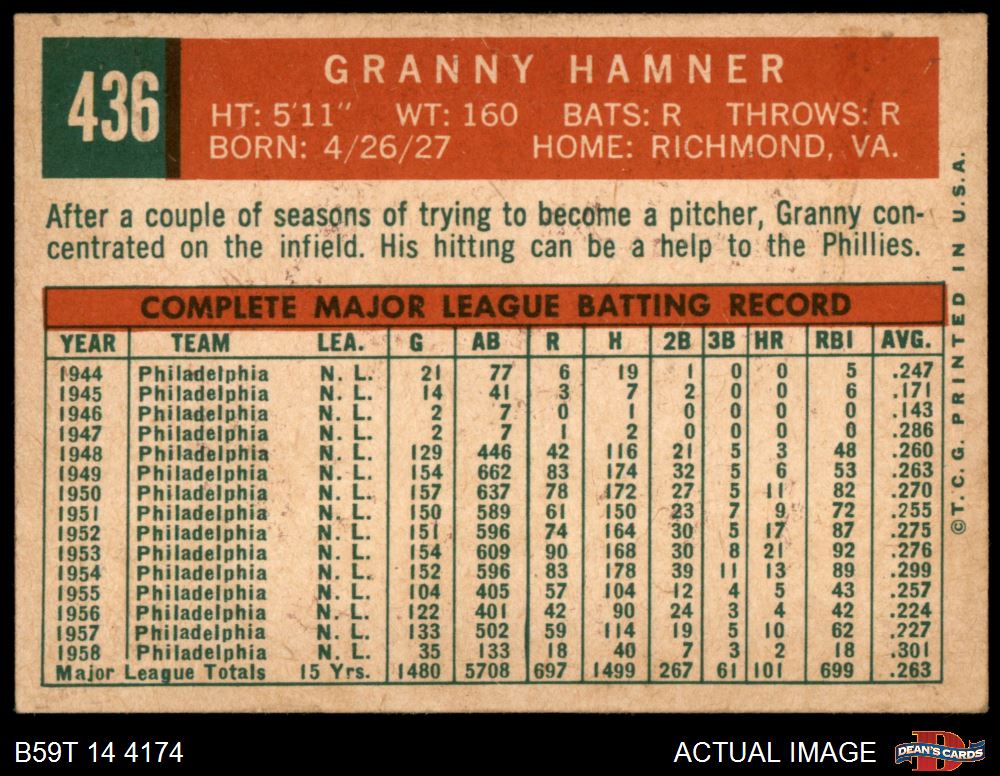 436
GRANNY HAMNER
HT: 5'11" WT: 160 BATS: R THROWS: R
BORN: 4/26/27 HOME: RICHMOND, VA.
After a couple of seasons of trying to become a pitcher, Granny con-
centrated on the infield. His hitting can be a help to the Phillies.
COMPLETE MAJOR LEAGUE BATTING RECORD
YEAR TEAM LEA. G AB R H 2B 3B HR RBI AVG.
1944 Philadelphia N. L. 21 77 6 19 1 0 0 5 .247
1945 Philadelphia N. L. 14 41 3 7 2 0 0 6 .171
1946 Philadelphia N. L. 2 7 0 1 0 0 0 0 .143
1947 Philadelphia N. L. 2 7 1 2 0 0 0 0 .286
1948 Philadelphia N. L. 129 446 42 116 21 5 3 48 .260
1949 Philadelphia N. L. 154 662 83 174 32 5 6 53 .263
1950 Philadelphia N. L. 157 637 78 172 27 5 11 82 .270
1951 Philadelphia N. L. 150 589 61 150 23 7 9 72 .255
1952 Philadelphia N. L. 151 596 74 164 30 5 17 87 .275
1953 Philadelphia N. L. 154 609 90 168 30 8 21 92 .276
1954 Philadelphia N. L. 152 596 83 178 39 11 13 89 .299
1955 Philadelphia N. L. 104 405 57 104 12 4 5 43 .257
1956 Philadelphia N. L. 122 401 42 90 24 3 4 42 .224
1957 Philadelphia N. L. 133 502 59 114 19 5 10 62 .227
1958 Philadelphia N. L. 35 133 18 40 7 3 2 18 .301
Major League Totals 15 Yrs. 1480 5708 697 1499 267 61 101 699 .263
©T.C.G. PRINTED IN U.S.A.
B59T 14 4174
ACTUAL IMAGE
D
DEAN'S CARDS